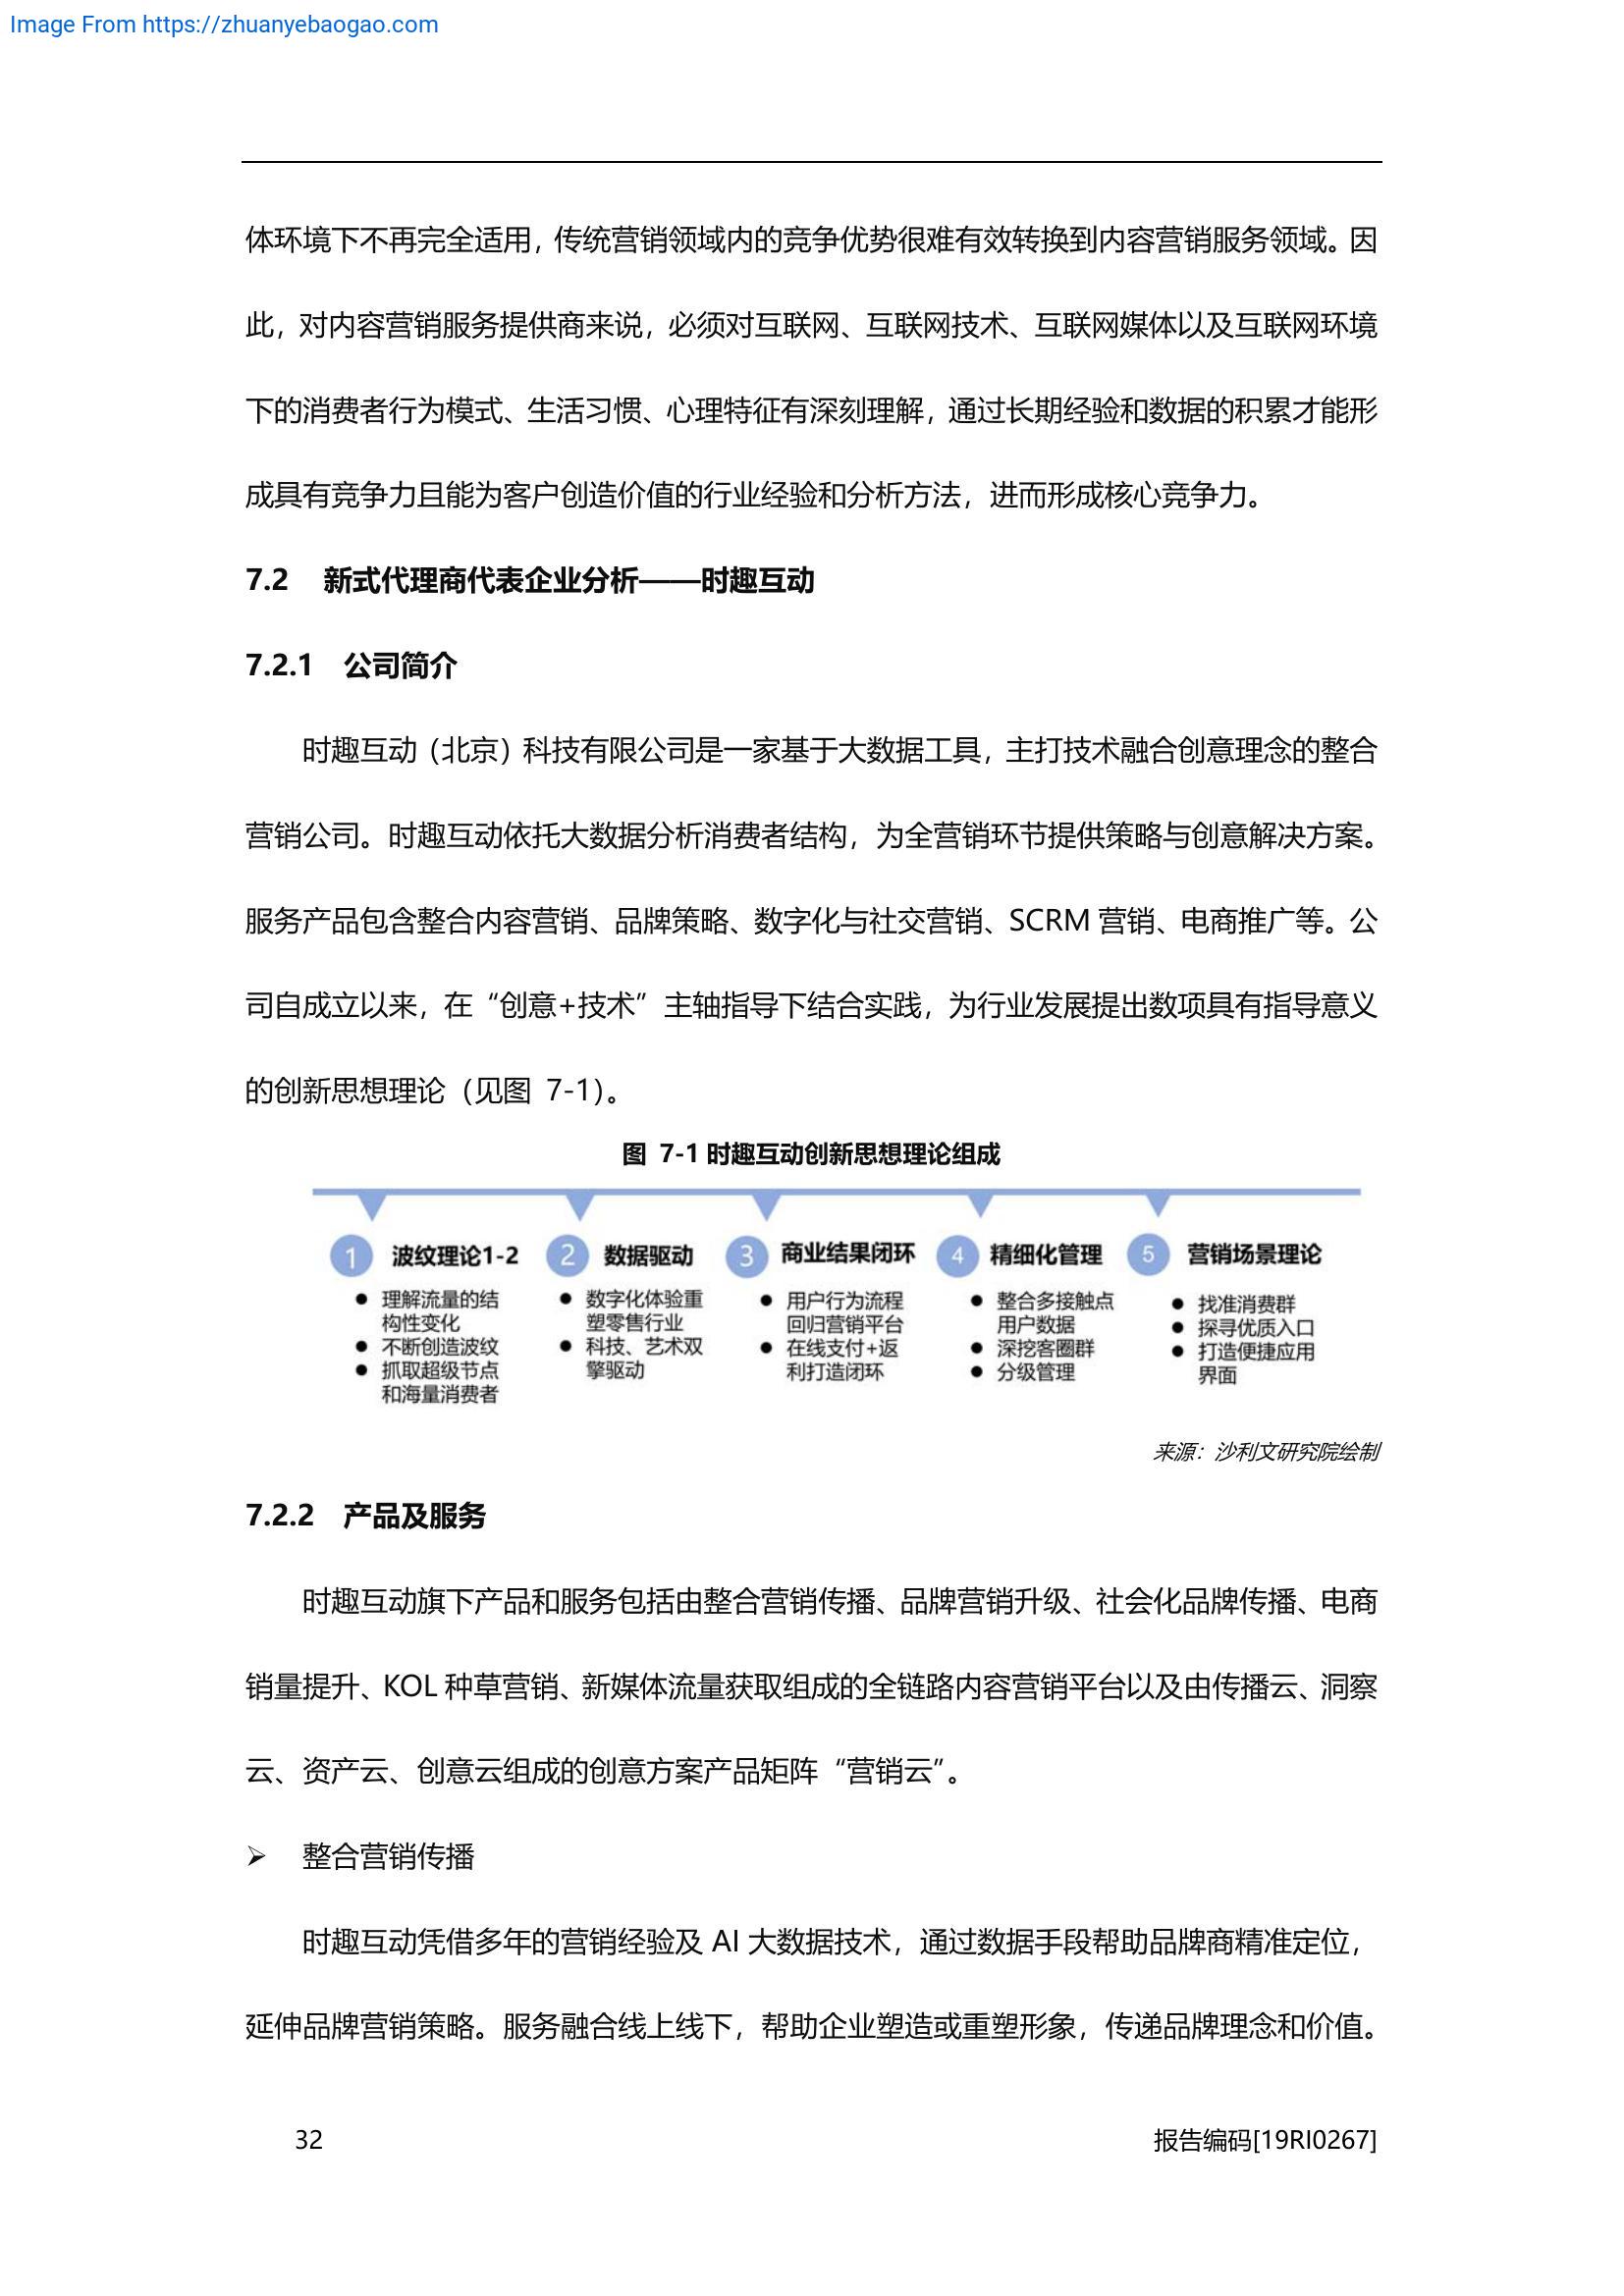 Image From https://zhuanyebaogao.com
体环境下不再完全适用，传统营销领域内的竞争优势很难有效转换到内容营销服务领域。因
此，对内容营销服务提供商来说，必须对互联网、互联网技术、互联网媒体以及互联网环境
下的消费者行为模式、生活习惯、心理特征有深刻理解，通过长期经验和数据的积累才能形
成具有竞争力且能为客户创造价值的行业经验和分析方法，进而形成核心竞争力。
7.2 新式代理商代表企业分析——时趣互动
7.2.1 公司简介
时趣互动（北京）科技有限公司是一家基于大数据工具，主打技术融合创意理念的整合
营销公司。时趣互动依托大数据分析消费者结构，为全营销环节提供策略与创意解决方案。
服务产品包含整合内容营销、品牌策略、数字化与社交营销、SCRM 营销、电商推广等。公
司自成立以来，在“创意+技术”主轴指导下结合实践，为行业发展提出数项具有指导意义
的创新思想理论（见图 7-1）。
图 7-1 时趣互动创新思想理论组成
1 波纹理论1-2
● 理解流量的结
构性变化
● 不断创造波纹
● 抓取超级节点
和海量消费者
2 数据驱动
● 数字化体验重
塑零售行业
● 科技、艺术双
擎驱动
3 商业结果闭环
● 用户行为流程
回归营销平台
● 在线支付+返
利打造闭环
4 精细化管理
● 整合多接触点
用户数据
● 深挖客圈群
● 分级管理
5 营销场景理论
● 找准消费群
● 探寻优质入口
● 打造便捷应用
界面
来源：沙利文研究院绘制
7.2.2 产品及服务
时趣互动旗下产品和服务包括由整合营销传播、品牌营销升级、社会化品牌传播、电商
销量提升、KOL 种草营销、新媒体流量获取组成的全链路内容营销平台以及由传播云、洞察
云、资产云、创意云组成的创意方案产品矩阵“营销云”。
➢ 整合营销传播
时趣互动凭借多年的营销经验及 AI 大数据技术，通过数据手段帮助品牌商精准定位，
延伸品牌营销策略。服务融合线上线下，帮助企业塑造或重塑形象，传递品牌理念和价值。
32
报告编码[19RI0267]